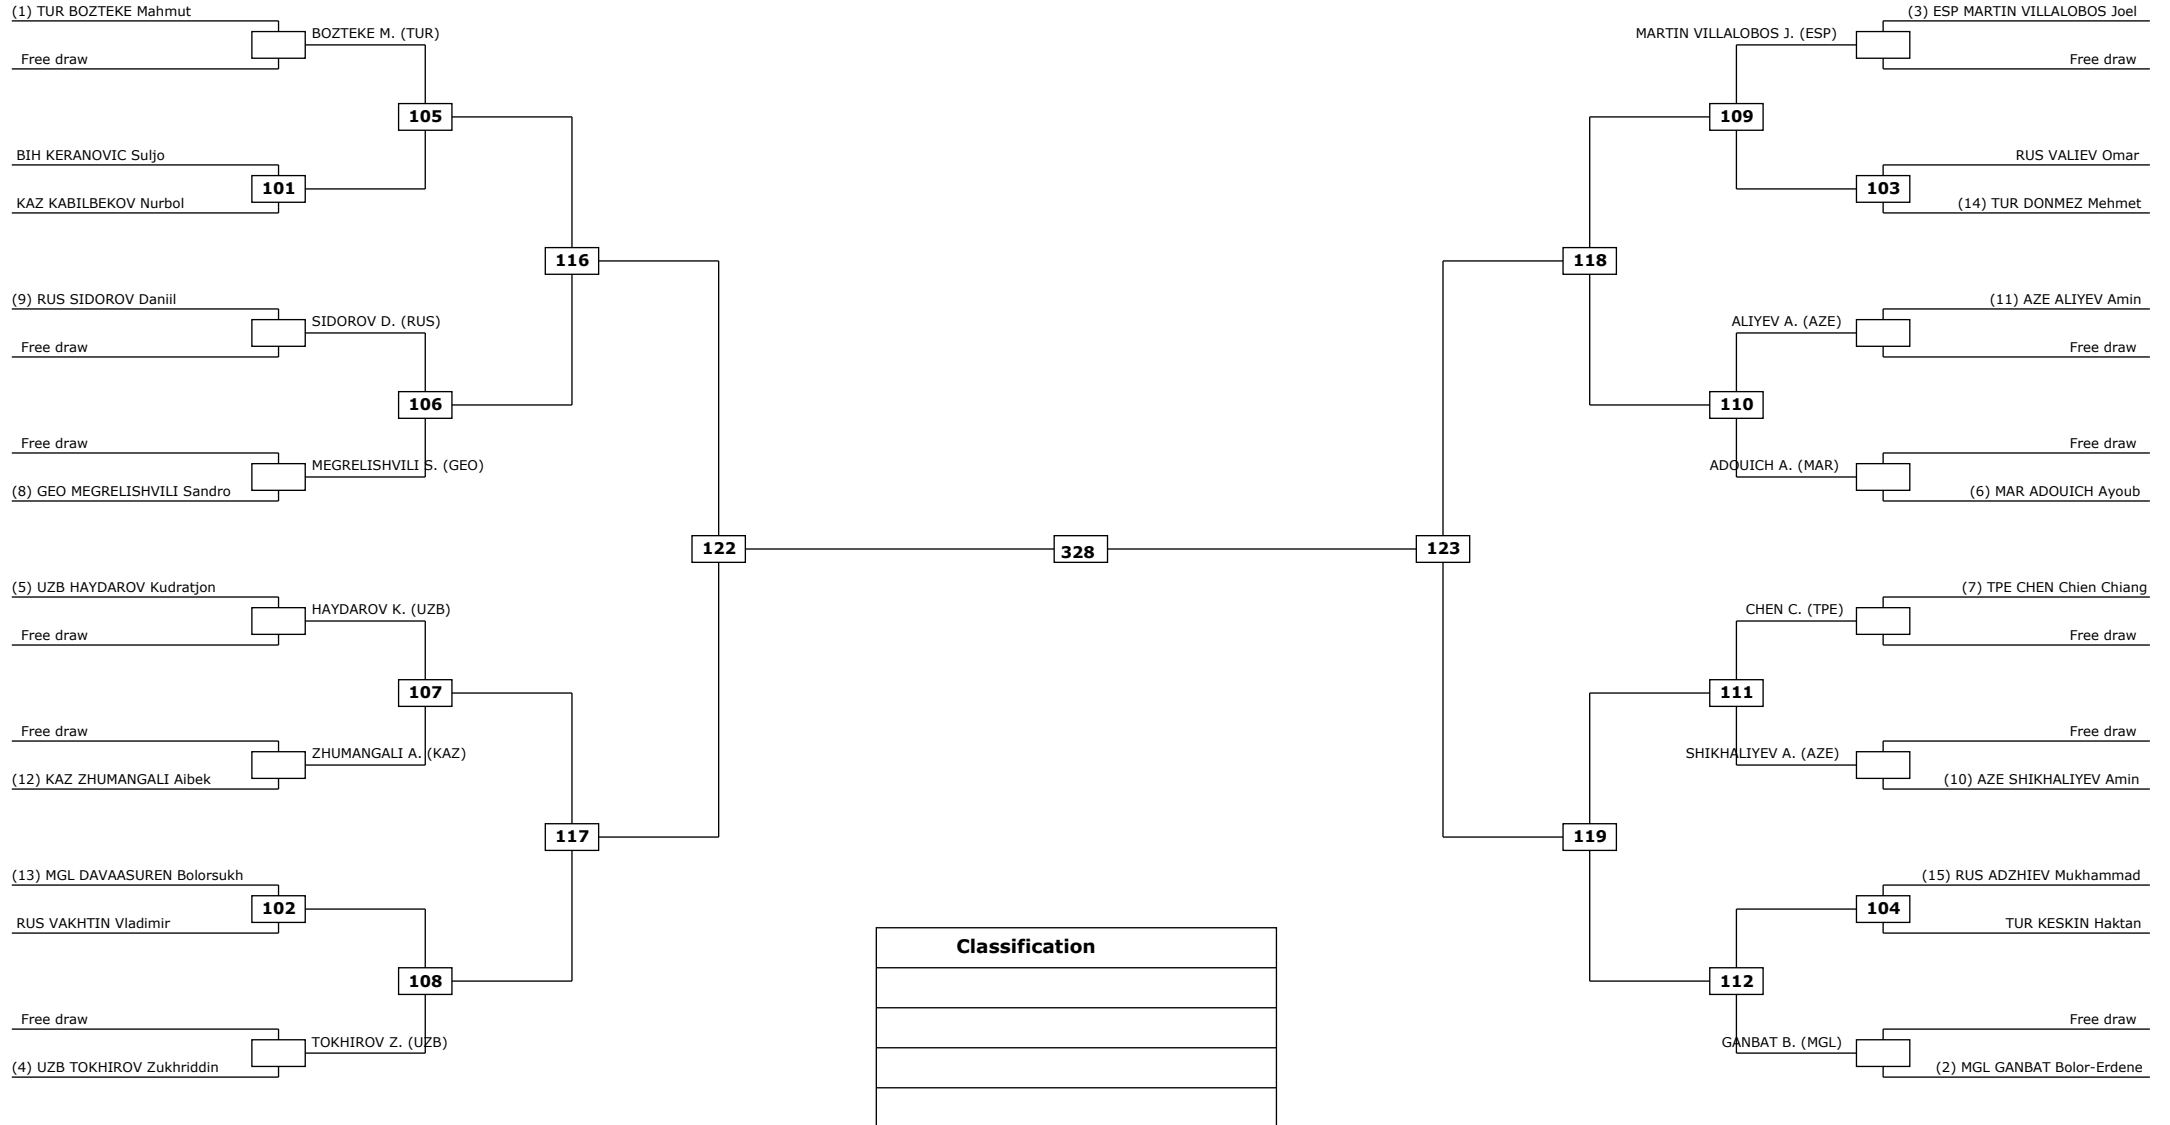 (1) TUR BOZTEKE Mahmut
BOZTEKE M. (TUR)
Free draw
105
BIH KERANOVIC Suljo
101
KAZ KABILBEKOV Nurbol
116
(9) RUS SIDOROV Daniil
SIDOROV D. (RUS)
Free draw
106
Free draw
MEGRELISHVILI S. (GEO)
(8) GEO MEGRELISHVILI Sandro
122
(5) UZB HAYDAROV Kudratjon
HAYDAROV K. (UZB)
Free draw
107
Free draw
ZHUMANGALI A. (KAZ)
(12) KAZ ZHUMANGALI Aibek
117
(13) MGL DAVAASUREN Bolorsukh
102
RUS VAKHTIN Vladimir
108
Free draw
TOKHIROV Z. (UZB)
(4) UZB TOKHIROV Zukhriddin
328
(3) ESP MARTIN VILLALOBOS Joel
MARTIN VILLALOBOS J. (ESP)
Free draw
109
RUS VALIEV Omar
103
(14) TUR DONMEZ Mehmet
118
(11) AZE ALIYEV Amin
ALIYEV A. (AZE)
Free draw
110
Free draw
ADOUICH A. (MAR)
(6) MAR ADOUICH Ayoub
123
(7) TPE CHEN Chien Chiang
CHEN C. (TPE)
Free draw
111
Free draw
SHIKHALIYEV A. (AZE)
(10) AZE SHIKHALIYEV Amin
119
(15) RUS ADZHIEV Mukhammad
104
TUR KESKIN Haktan
112
Free draw
GANBAT B. (MGL)
(2) MGL GANBAT Bolor-Erdene
Classification